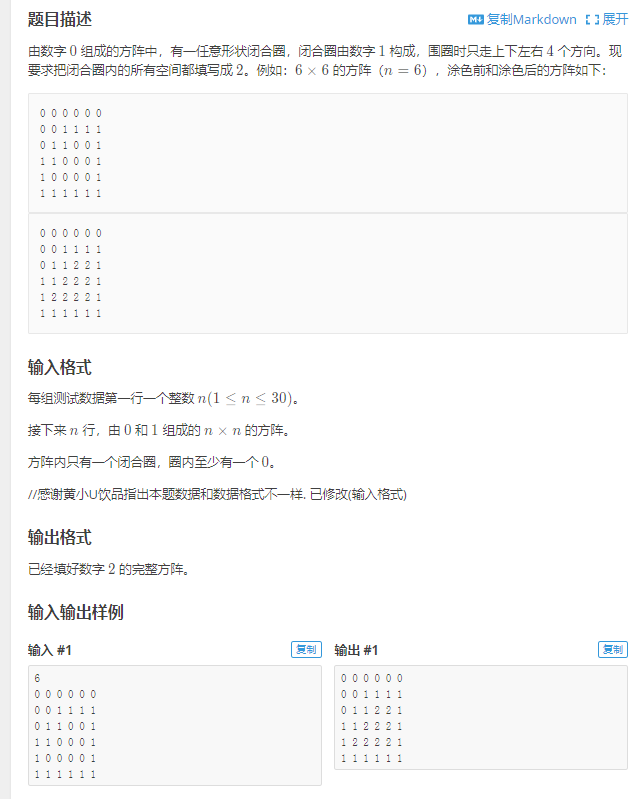 题目描述
复制Markdown 展开
由数字 0 组成的方阵中，有一任意形状闭合圈，闭合圈由数字 1 构成，围圈时只走上下左右 4 个方向。现
要求把闭合圈内的所有空间都填写成 2。例如：6 × 6 的方阵（n = 6），涂色前和涂色后的方阵如下：
0 0 0 0 0 0
0 0 1 1 1 1
0 1 1 0 0 1
1 1 0 0 0 1
1 0 0 0 0 1
1 1 1 1 1 1
0 0 0 0 0 0
0 0 1 1 1 1
0 1 1 2 2 1
1 1 2 2 2 1
1 2 2 2 2 1
1 1 1 1 1 1
输入格式
每组测试数据第一行一个整数 n(1 ≤ n ≤ 30)。
接下来 n 行，由 0 和 1 组成的 n × n 的方阵。
方阵内只有一个闭合圈，圈内至少有一个 0。
//感谢黄小U饮品指出本题数据和数据格式不一样. 已修改(输入格式)
输出格式
已经填好数字 2 的完整方阵。
输入输出样例
输入 #1
复制
6
0 0 0 0 0 0
0 0 1 1 1 1
0 1 1 0 0 1
1 1 0 0 0 1
1 0 0 0 0 1
1 1 1 1 1 1
输出 #1
复制
0 0 0 0 0 0
0 0 1 1 1 1
0 1 1 2 2 1
1 1 2 2 2 1
1 2 2 2 2 1
1 1 1 1 1 1